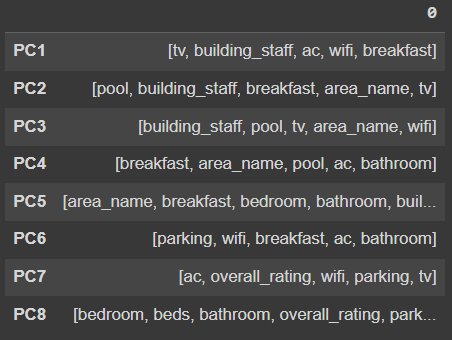 0
PC1 [tv, building_staff, ac, wifi, breakfast]
PC2 [pool, building_staff, breakfast, area_name, tv]
PC3 [building_staff, pool, tv, area_name, wifi]
PC4 [breakfast, area_name, pool, ac, bathroom]
PC5 [area_name, breakfast, bedroom, bathroom, buil...
PC6 [parking, wifi, breakfast, ac, bathroom]
PC7 [ac, overall_rating, wifi, parking, tv]
PC8 [bedroom, beds, bathroom, overall_rating, park...